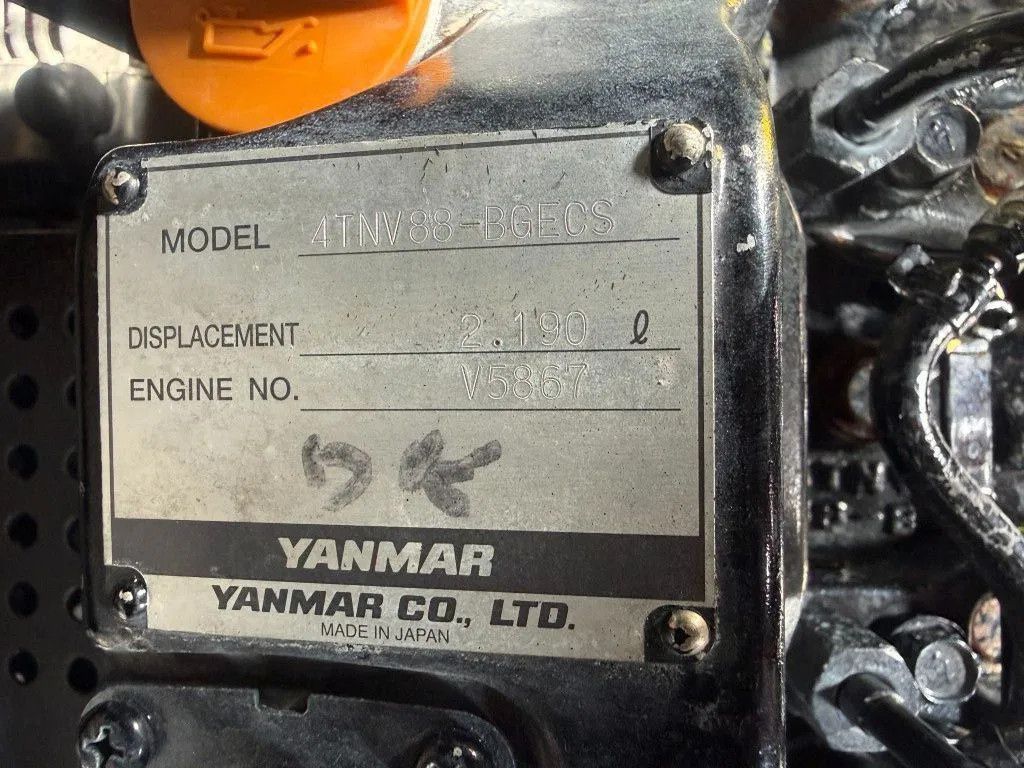 MODEL 4TNV88-BGECS
DISPLACEMENT 2.190 ℓ
ENGINE NO. V5867
YANMAR
YANMAR CO., LTD.
MADE IN JAPAN